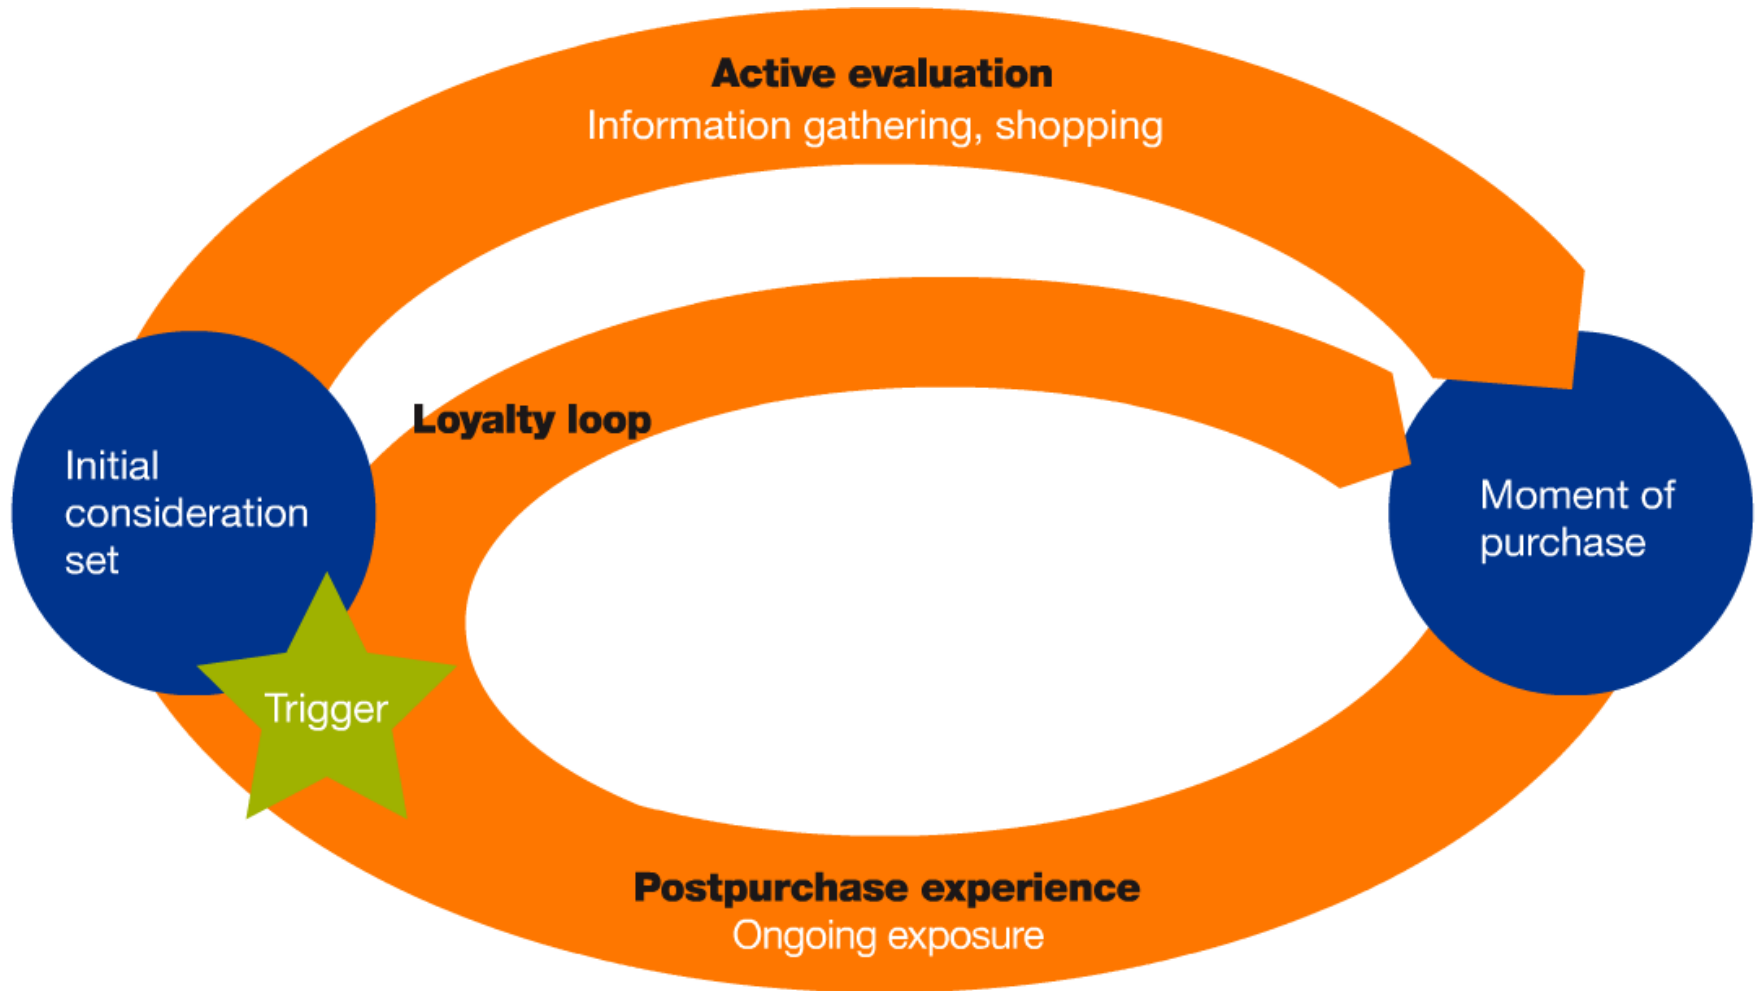 Active evaluation
Information gathering, shopping
Loyalty loop
Initial
consideration
set
Moment of
purchase
Trigger
Postpurchase experience
Ongoing exposure